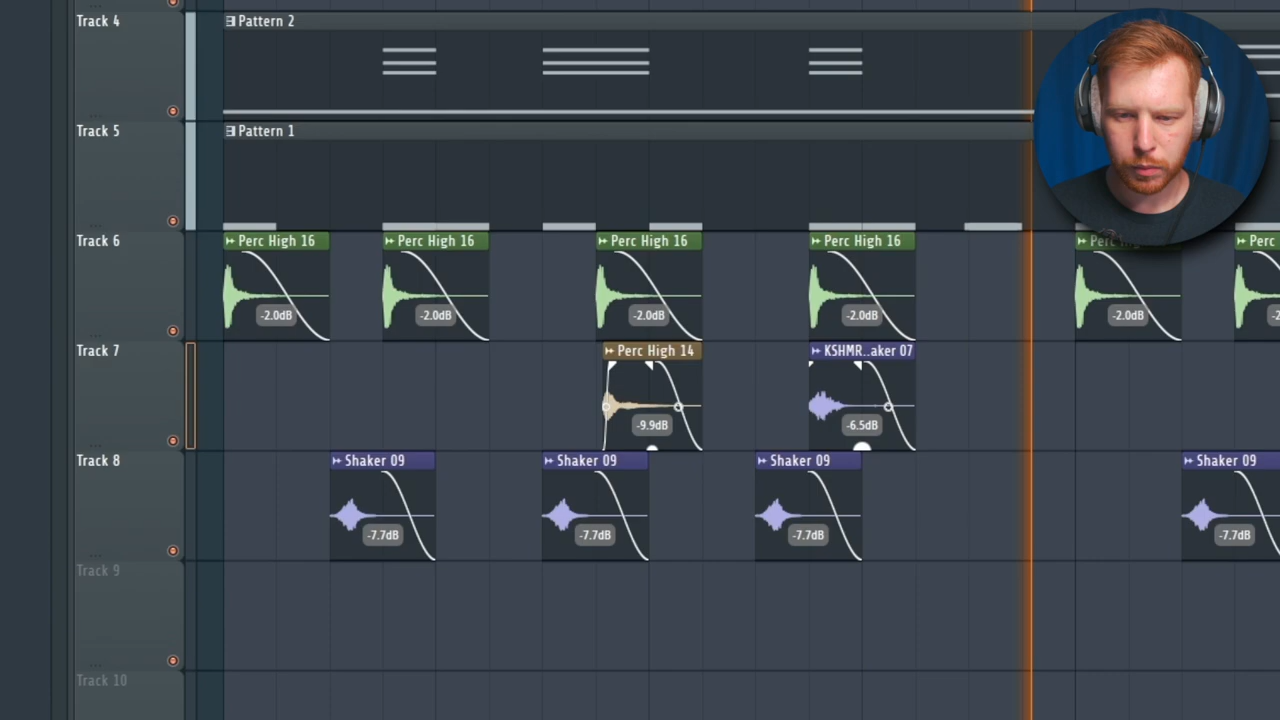 Track 4
Pattern 2
Track 5
Pattern 1
Track 6
Perc High 16
Perc High 16
Perc High 16
Perc High 16
Perc
-2.0dB
-2.0dB
-2.0dB
-2.0dB
-2.0dB
Track 7
Perc High 14
KSHMR..aker 07
-9.9dB
-6.5dB
Track 8
Shaker 09
Shaker 09
Shaker 09
Shaker 09
-7.7dB
-7.7dB
-7.7dB
-7.7dB
Track 9
Track 10